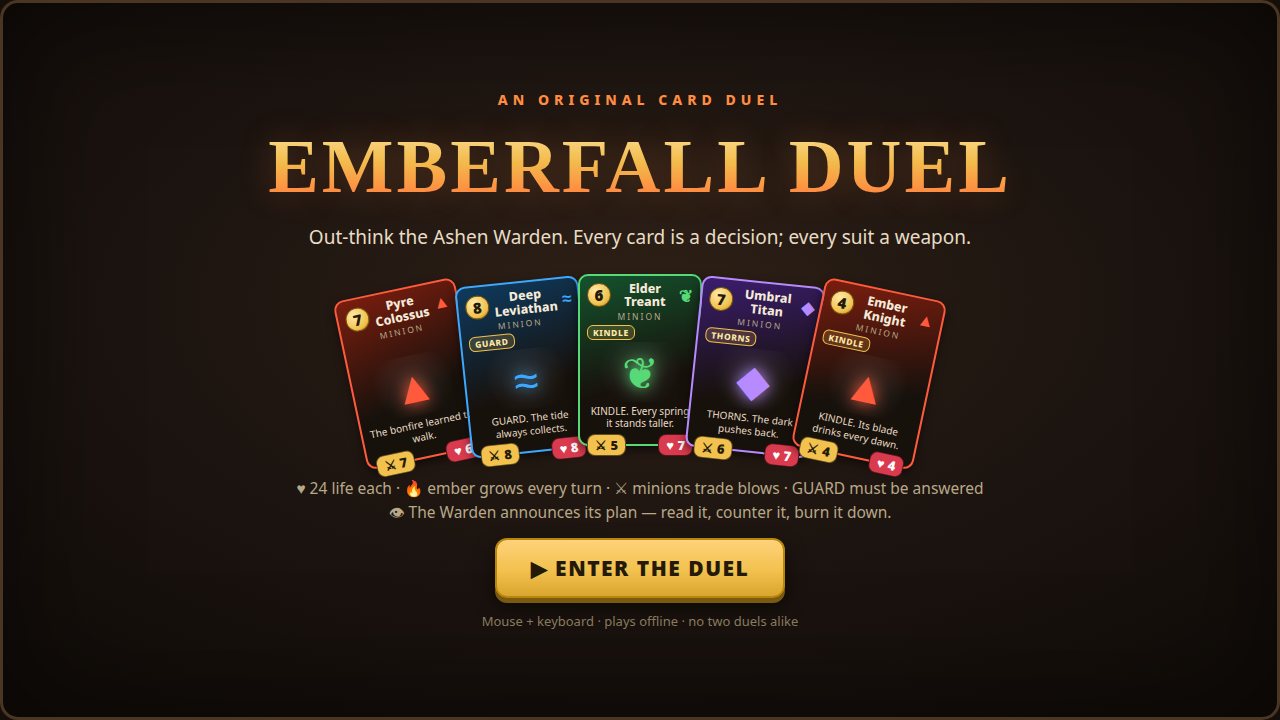 AN ORIGINAL CARD DUEL
EMBERFALL DUEL
Out-think the Ashen Warden. Every card is a decision; every suit a weapon.
7
Pyre
Colossus
▲
MINION
▲
The bonfire learned t
walk.
⚔ 7
♥ 6
8
Deep
Leviathan
≈
MINION
GUARD
≈
GUARD. The tide
always collects.
⚔ 8
♥ 8
6
Elder
Treant
❦
MINION
KINDLE
❦
KINDLE. Every spring
it stands taller.
⚔ 5
♥ 7
7
Umbral
Titan
◆
MINION
THORNS
◆
THORNS. The dark
pushes back.
⚔ 6
♥ 7
4
Ember
Knight
▲
MINION
KINDLE
▲
KINDLE. Its blade
drinks every dawn.
⚔ 4
♥ 4
♥ 24 life each · 🔥 ember grows every turn · ⚔ minions trade blows · GUARD must be answered
👁 The Warden announces its plan — read it, counter it, burn it down.
▶ ENTER THE DUEL
Mouse + keyboard · plays offline · no two duels alike